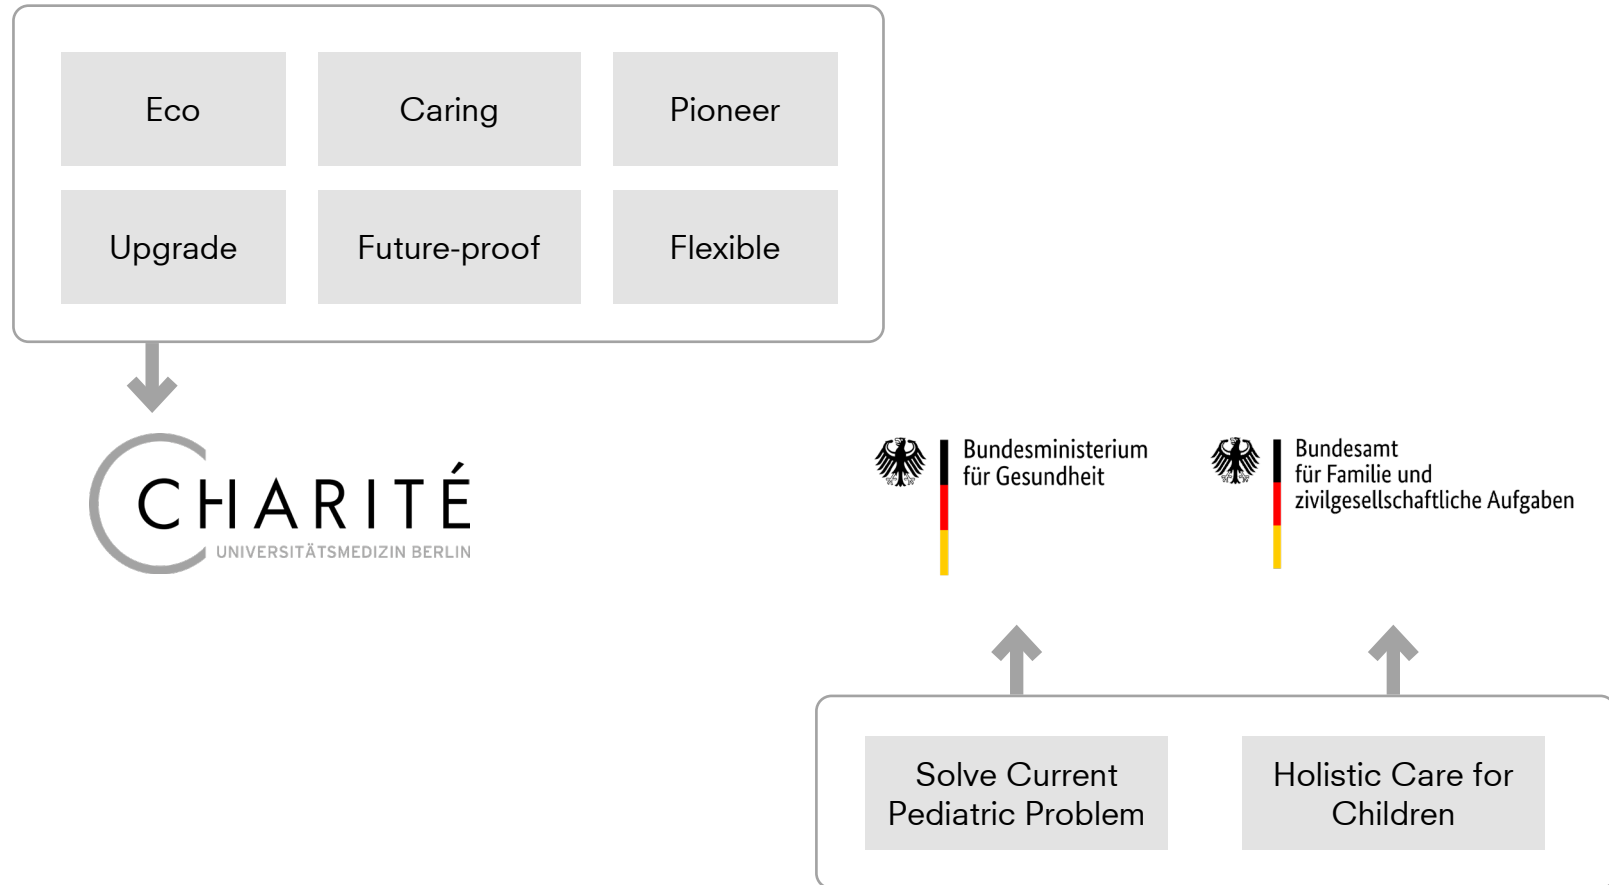 Eco
Caring
Pioneer
Upgrade
Future-proof
Flexible
CHARITÉ
UNIVERSITÄTSMEDIZIN BERLIN
Bundesministerium
für Gesundheit
Bundesamt
für Familie und
zivilgesellschaftliche Aufgaben
Solve Current
Pediatric Problem
Holistic Care for
Children